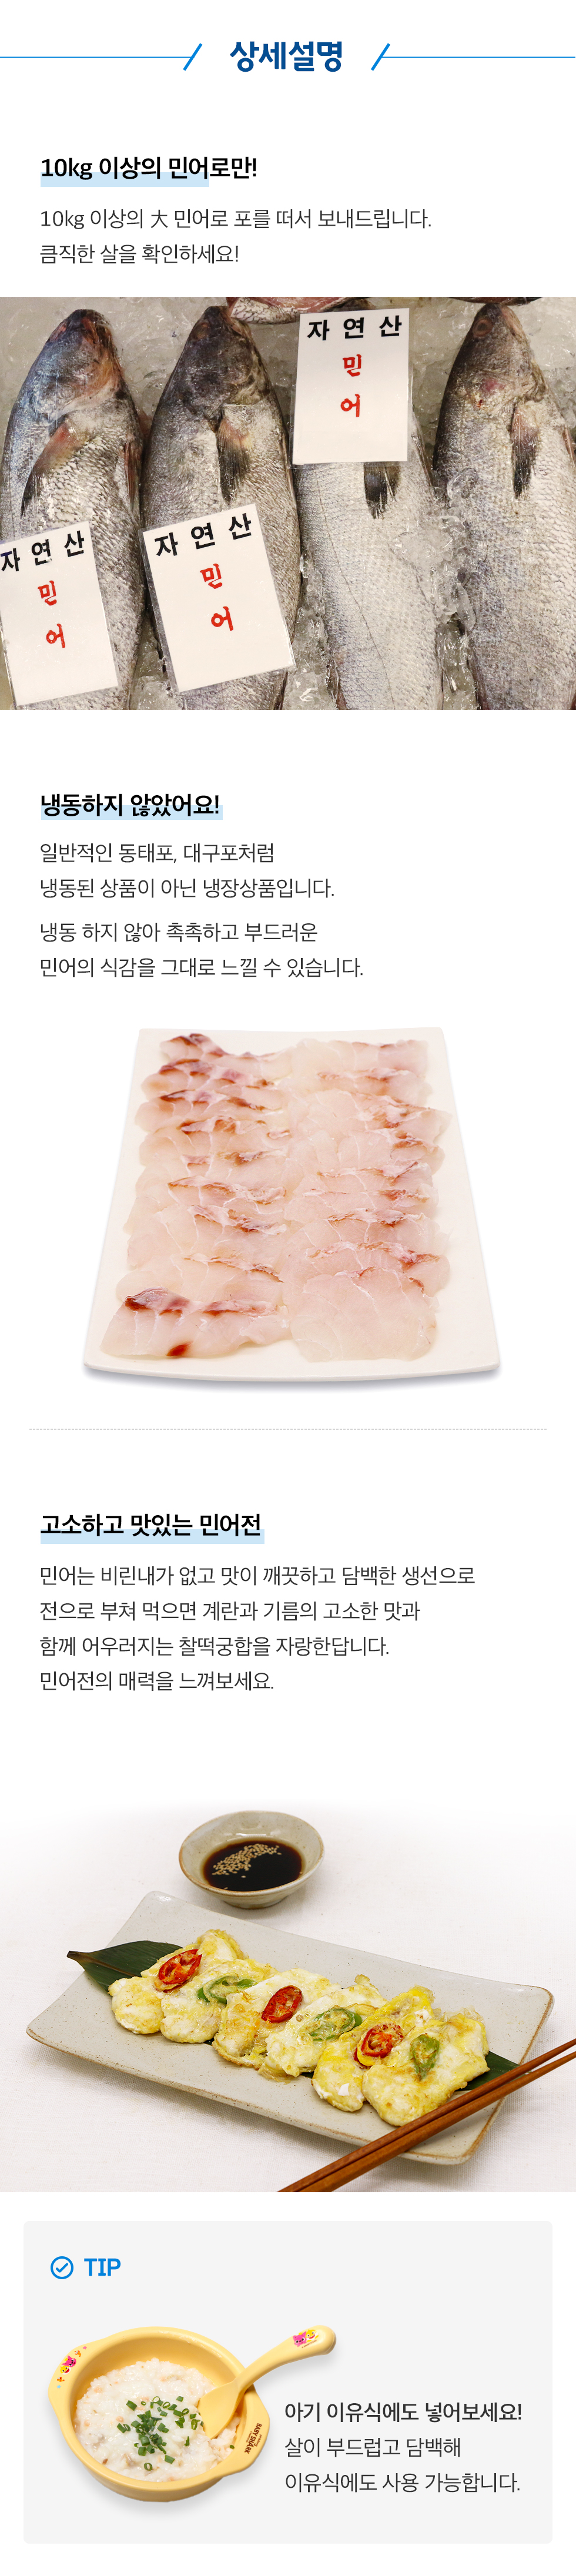 상세설명
10kg 이상의 민어로만!
10kg 이상의 大 민어로 포를 떠서 보내드립니다.
큼직한 살을 확인하세요!
자 연 산
민
어
자 연 산
민
어
자 연 산
민
어
냉동하지 않았어요!
일반적인 동태포, 대구포처럼
냉동된 상품이 아닌 냉장상품입니다.
냉동 하지 않아 촉촉하고 부드러운
민어의 식감을 그대로 느낄 수 있습니다.
고소하고 맛있는 민어전
민어는 비린내가 없고 맛이 깨끗하고 담백한 생선으로
전으로 부쳐 먹으면 계란과 기름의 고소한 맛과
함께 어우러지는 찰떡궁합을 자랑한답니다.
민어전의 매력을 느껴보세요.
TIP
BABY SHARK
아기 이유식에도 넣어보세요!
살이 부드럽고 담백해
이유식에도 사용 가능합니다.